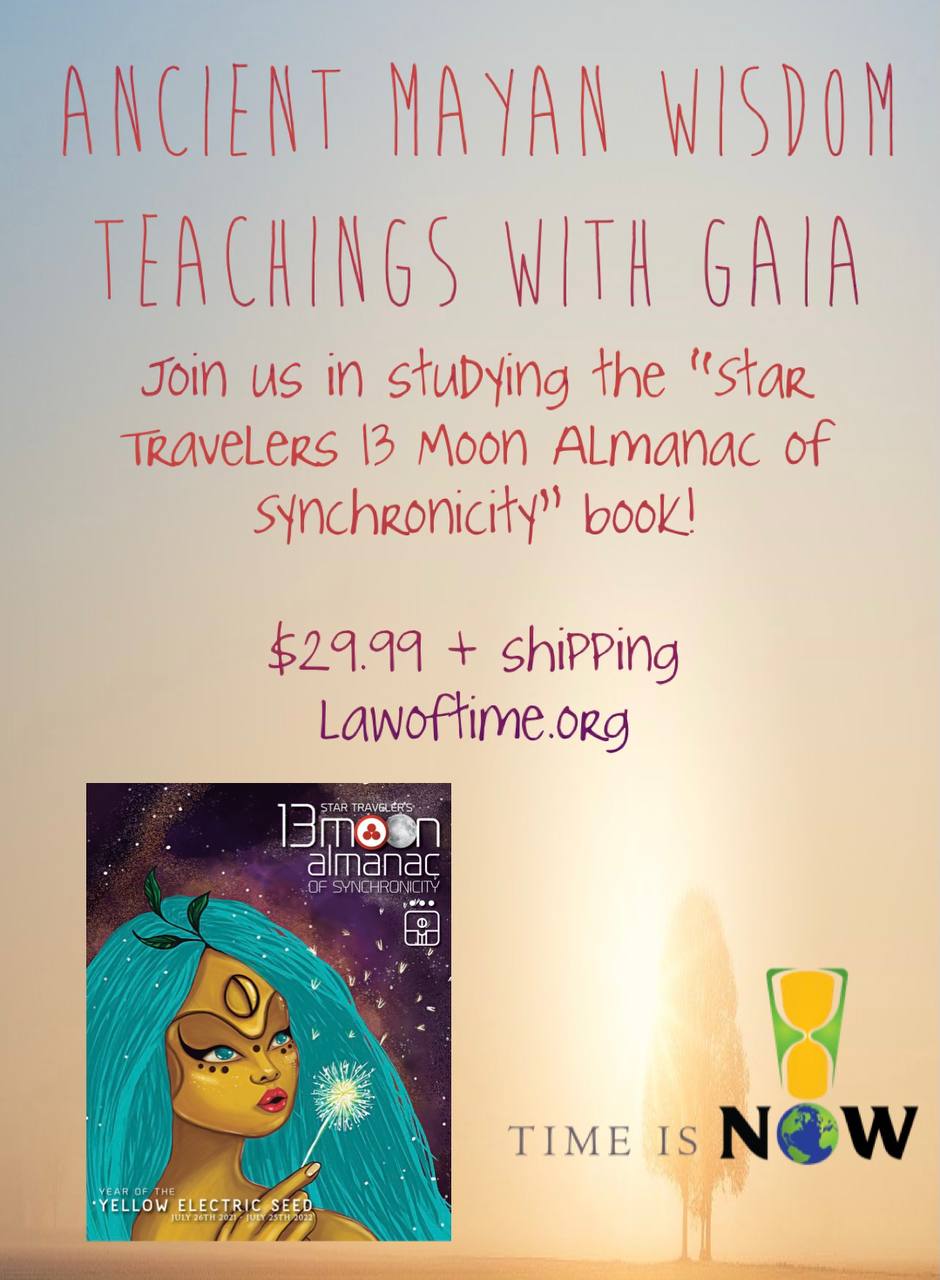 ANCIENT MAYAN WISDOM
TEACHINGS WITH GAIA
Join us in studying the "Star
Travelers 13 Moon Almanac of
Synchronicity" book!
$29.99 + shipping
Lawoftime.org
STAR TRAVELER'S
13moon
almanac
OF SYNCHRONICITY
YEAR OF THE
YELLOW ELECTRIC SEED
JULY 26TH 2021 - JULY 25TH 2022
TIME IS NOW